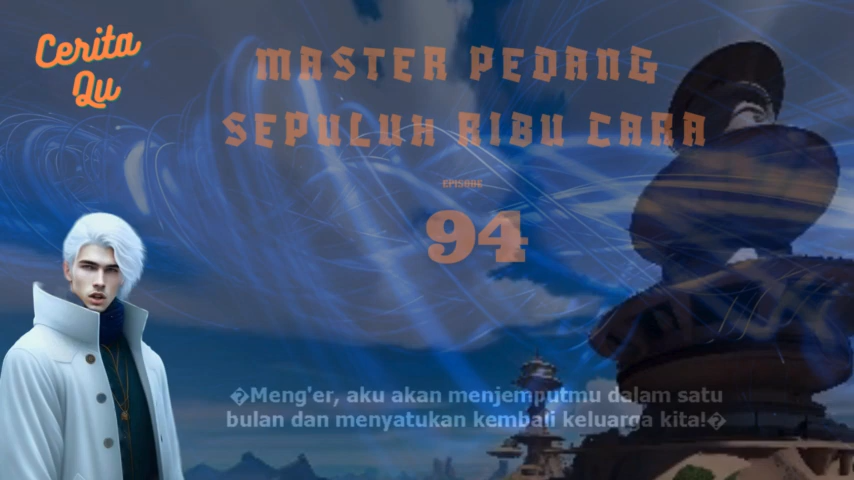 Cerita
Qu
MASTER PEDANG
SEPULUH RIBU CARA
EPISODE
94
�Meng'er, aku akan menjemputmu dalam satu
bulan dan menyatukan kembali keluarga kita!�